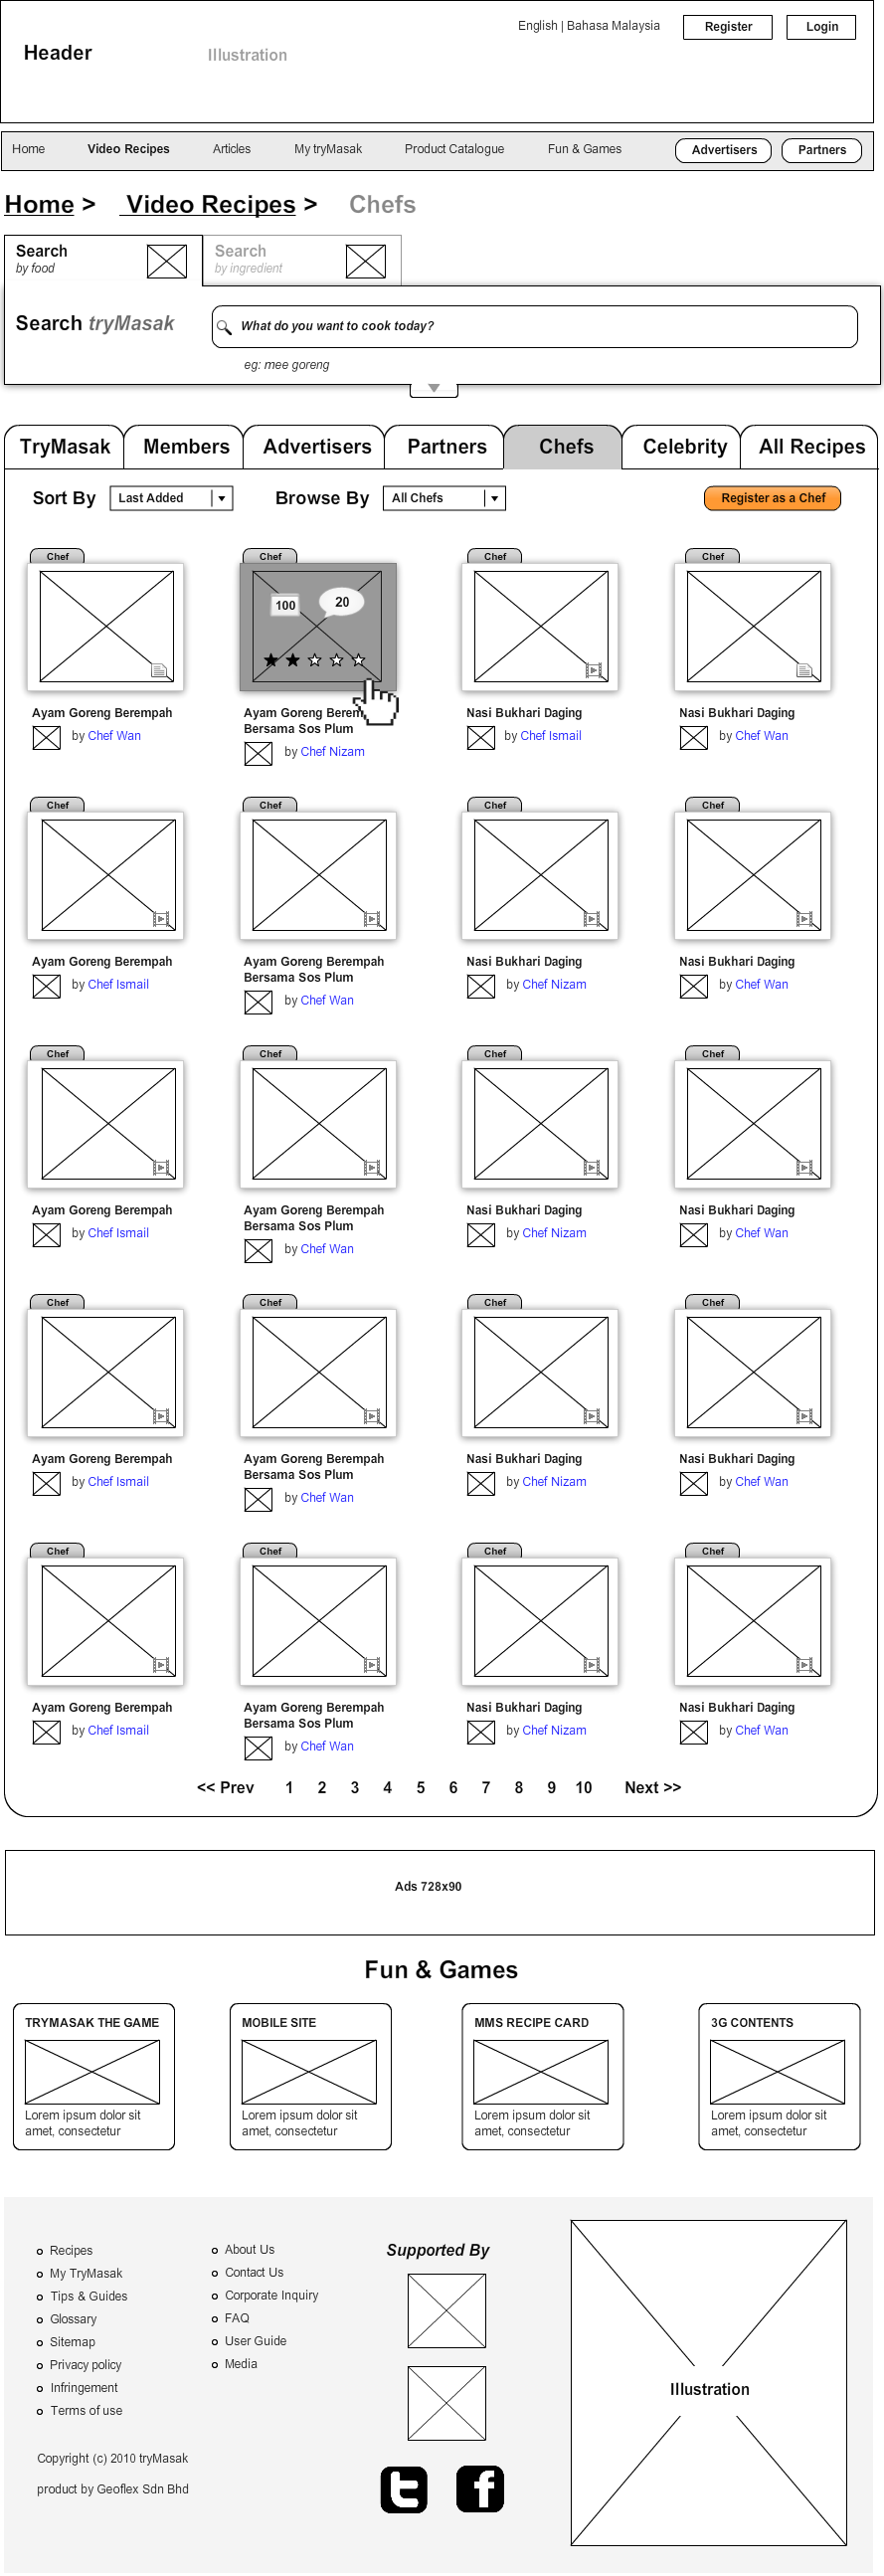 English | Bahasa Malaysia Register Login
Header Illustration
Home Video Recipes Articles My tryMasak Product Catalogue Fun & Games Advertisers Partners
Home > Video Recipes > Chefs
Search Search
by food by ingredient
Search tryMasak What do you want to cook today?
eg: mee goreng
TryMasak Members Advertisers Partners Chefs Celebrity All Recipes
Sort By Last Added Browse By All Chefs Register as a Chef
Chef Chef Chef Chef
100 20
Ayam Goreng Berempah Ayam Goreng Berem Nasi Bukhari Daging Nasi Bukhari Daging
Bersama Sos Plum
by Chef Wan by Chef Nizam by Chef Ismail by Chef Wan
Chef Chef Chef Chef
Ayam Goreng Berempah Ayam Goreng Berempah Nasi Bukhari Daging Nasi Bukhari Daging
Bersama Sos Plum
by Chef Ismail by Chef Wan by Chef Nizam by Chef Wan
Chef Chef Chef Chef
Ayam Goreng Berempah Ayam Goreng Berempah Nasi Bukhari Daging Nasi Bukhari Daging
Bersama Sos Plum
by Chef Ismail by Chef Wan by Chef Nizam by Chef Wan
Chef Chef Chef Chef
Ayam Goreng Berempah Ayam Goreng Berempah Nasi Bukhari Daging Nasi Bukhari Daging
Bersama Sos Plum
by Chef Ismail by Chef Wan by Chef Nizam by Chef Wan
Chef Chef Chef Chef
Ayam Goreng Berempah Ayam Goreng Berempah Nasi Bukhari Daging Nasi Bukhari Daging
Bersama Sos Plum
by Chef Ismail by Chef Wan by Chef Nizam by Chef Wan
<< Prev 1 2 3 4 5 6 7 8 9 10 Next >>
Ads 728x90
Fun & Games
TRYMASAK THE GAME MOBILE SITE MMS RECIPE CARD 3G CONTENTS
Lorem ipsum dolor sit Lorem ipsum dolor sit Lorem ipsum dolor sit Lorem ipsum dolor sit
amet, consectetur amet, consectetur amet, consectetur amet, consectetur
Recipes
My TryMasak
Tips & Guides
Glossary
Sitemap
Privacy policy
Infringement
Terms of use
Copyright (c) 2010 tryMasak
product by Geoflex Sdn Bhd
About Us
Contact Us
Corporate Inquiry
FAQ
User Guide
Media
Supported By
Illustration